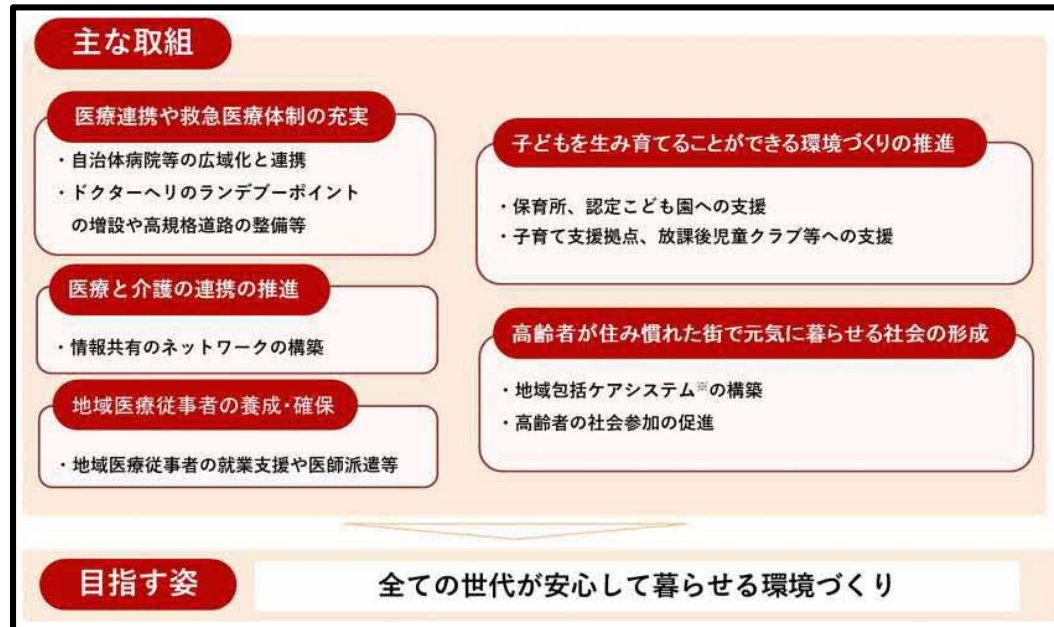 主な取組
医療連携や救急医療体制の充実
・自治体病院等の広域化と連携
・ドクターヘリのランデブーポイント
の増設や高規格道路の整備等
医療と介護の連携の推進
・情報共有のネットワークの構築
地域医療従事者の養成・確保
・地域医療従事者の就業支援や医師派遣等
子どもを生み育てることができる環境づくりの推進
・保育所、認定こども園への支援
・子育て支援拠点、放課後児童クラブ等への支援
高齢者が住み慣れた街で元気に暮らせる社会の形成
・地域包括ケアシステム※の構築
・高齢者の社会参加の促進
目指す姿
全ての世代が安心して暮らせる環境づくり